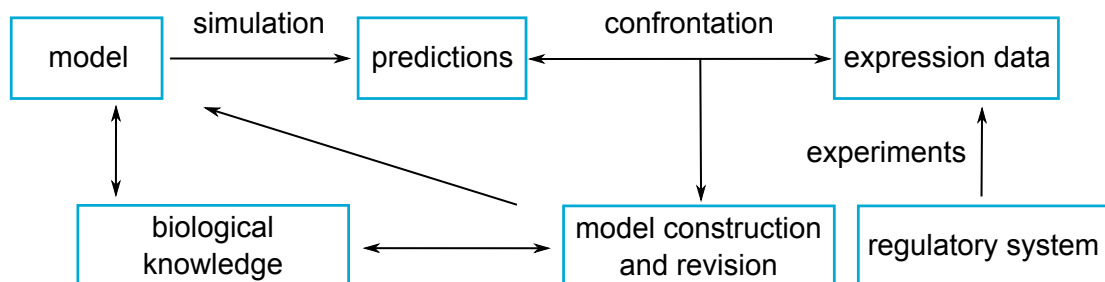 simulation
confrontation
model
predictions
expression data
experiments
biological
knowledge
model construction
and revision
regulatory system